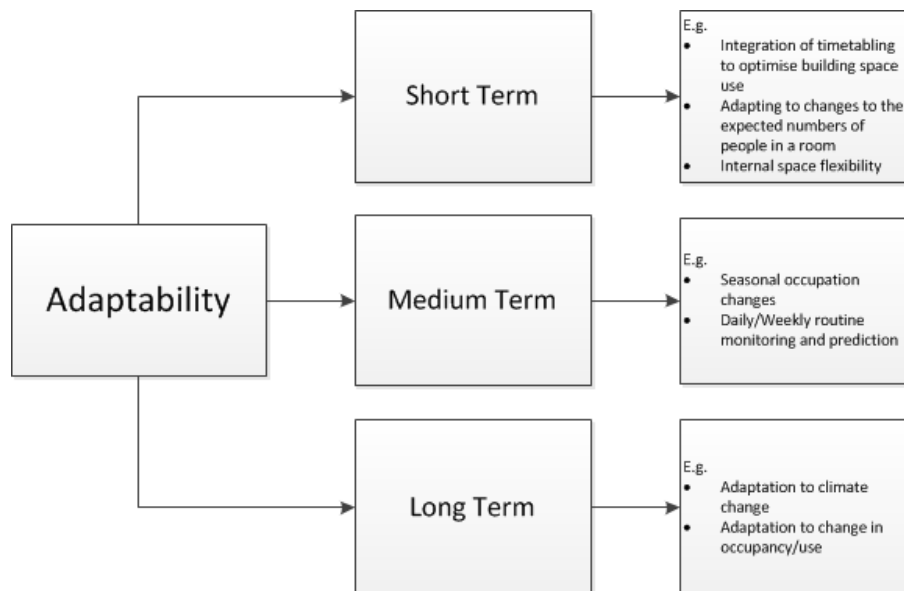 E.g.
• Integration of timetabling
to optimise building space
use
• Adapting to changes to the
expected numbers of
people in a room
• Internal space flexibility
Short Term
Adaptability
Medium Term
E.g.
• Seasonal occupation
changes
• Daily/Weekly routine
monitoring and prediction
Long Term
E.g.
• Adaptation to climate
change
• Adaptation to change in
occupancy/use